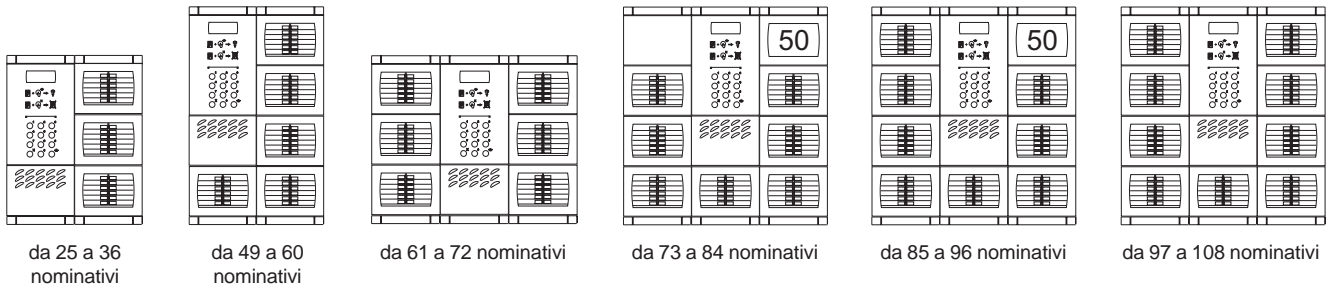 50
50
da 25 a 36
nominativi
da 49 a 60
nominativi
da 61 a 72 nominativi
da 73 a 84 nominativi
da 85 a 96 nominativi
da 97 a 108 nominativi